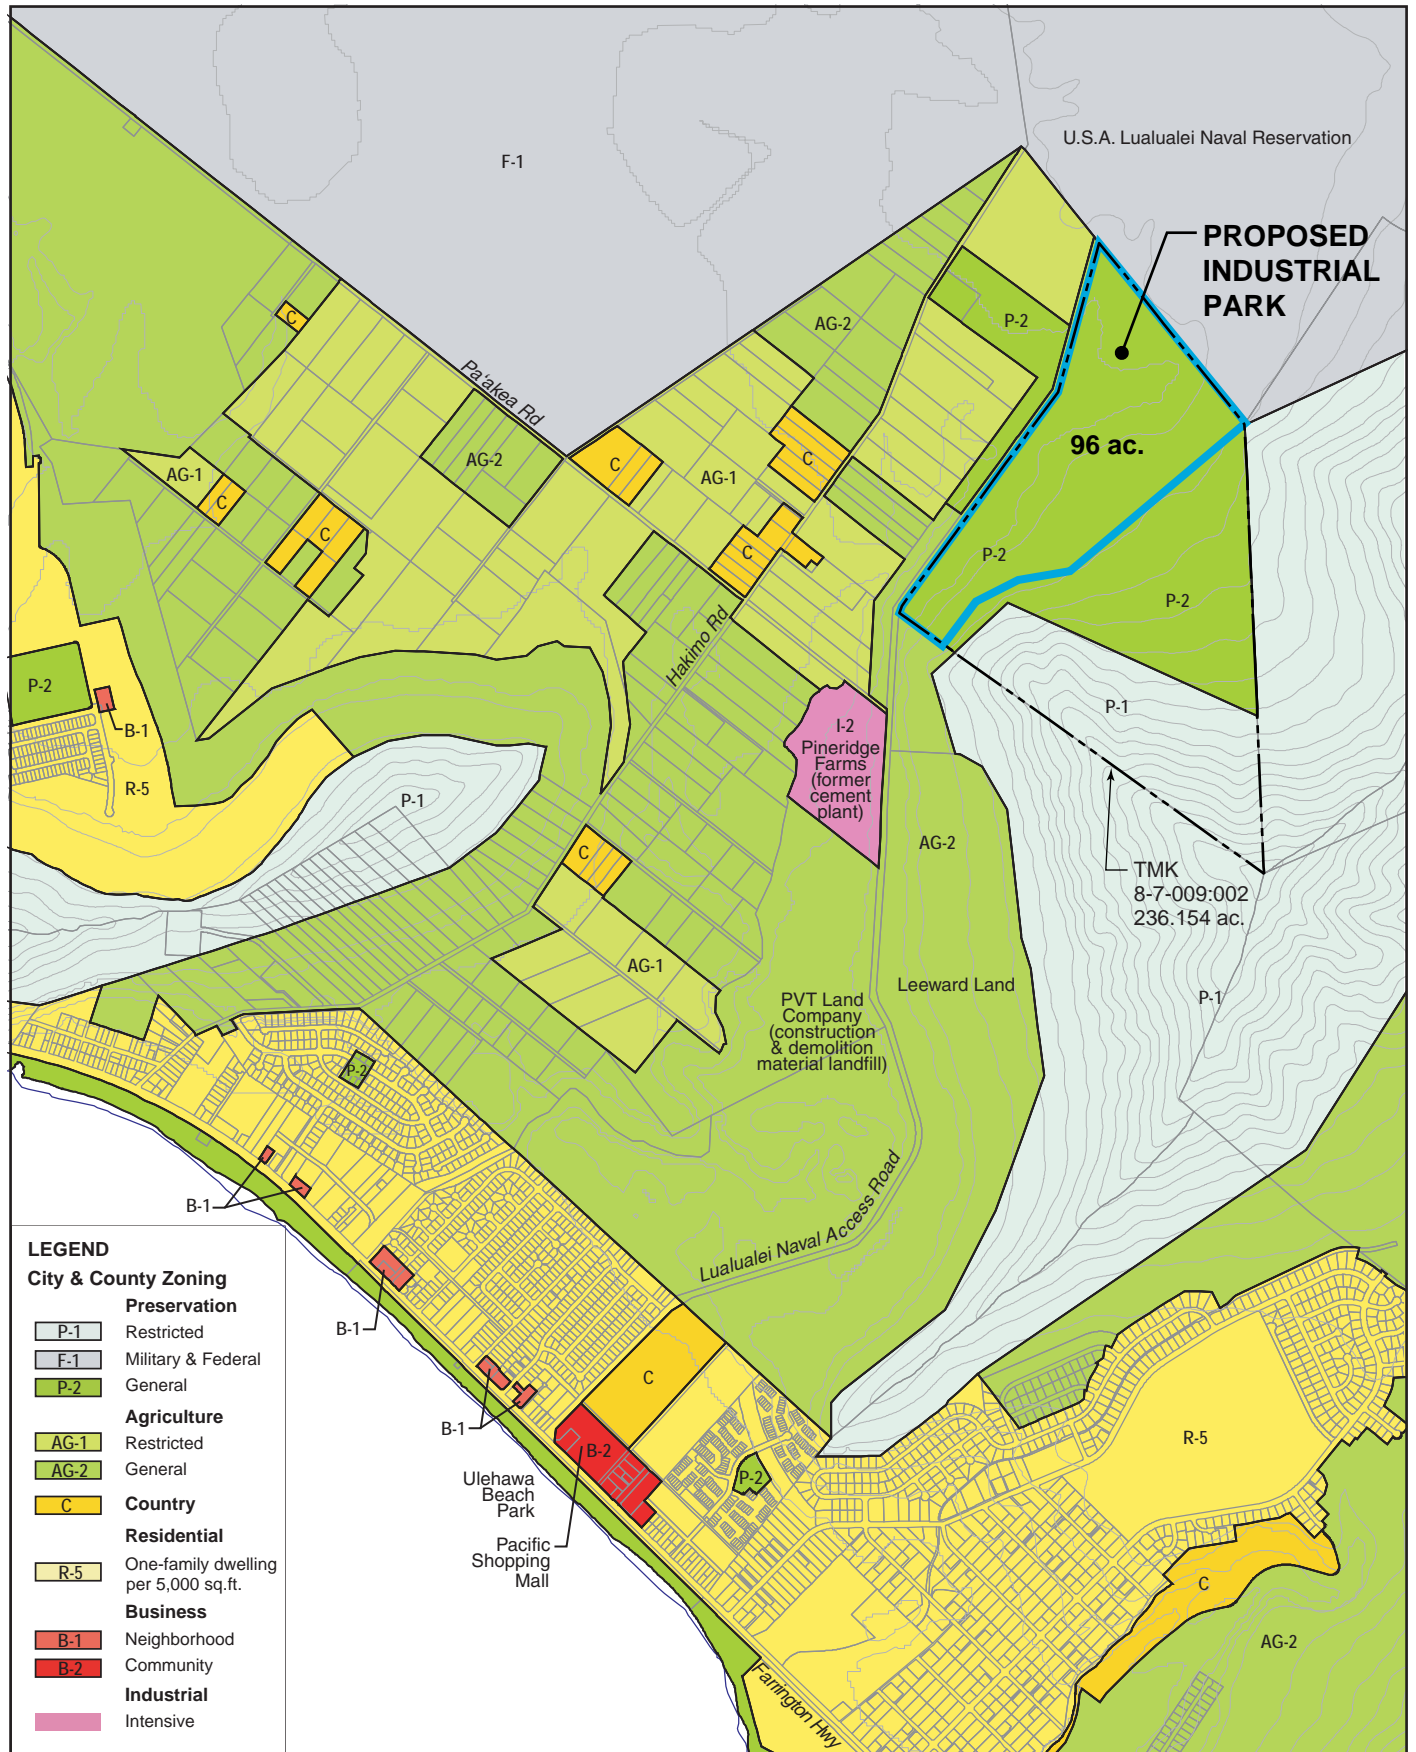 U.S.A. Lualualei Naval Reservation
F-1
PROPOSED
INDUSTRIAL
PARK
C
AG-2
P-2
Pa'akea Rd
96 ac.
AG-2
C
AG-1
C
AG-1
C
C
C
P-2
P-2
Hakimo Rd
P-2
B-1
R-5
P-1
I-2
Pineridge
Farms
(former
cement
plant)
P-1
C
AG-2
TMK
8-7-009:002
236.154 ac.
AG-1
Leeward Land
P-1
PVT Land
Company
(construction
& demolition
material landfill)
P-2
B-1
Lualualei Naval Access Road
B-1
C
B-1
B-2
P-2
R-5
Ulehawa
Beach
Park
Pacific
Shopping
Mall
C
AG-2
Farrington Hwy
LEGEND
City & County Zoning
Preservation
P-1 Restricted
F-1 Military & Federal
P-2 General
Agriculture
AG-1 Restricted
AG-2 General
C Country
Residential
R-5 One-family dwelling
per 5,000 sq.ft.
Business
B-1 Neighborhood
B-2 Community
Industrial
Intensive